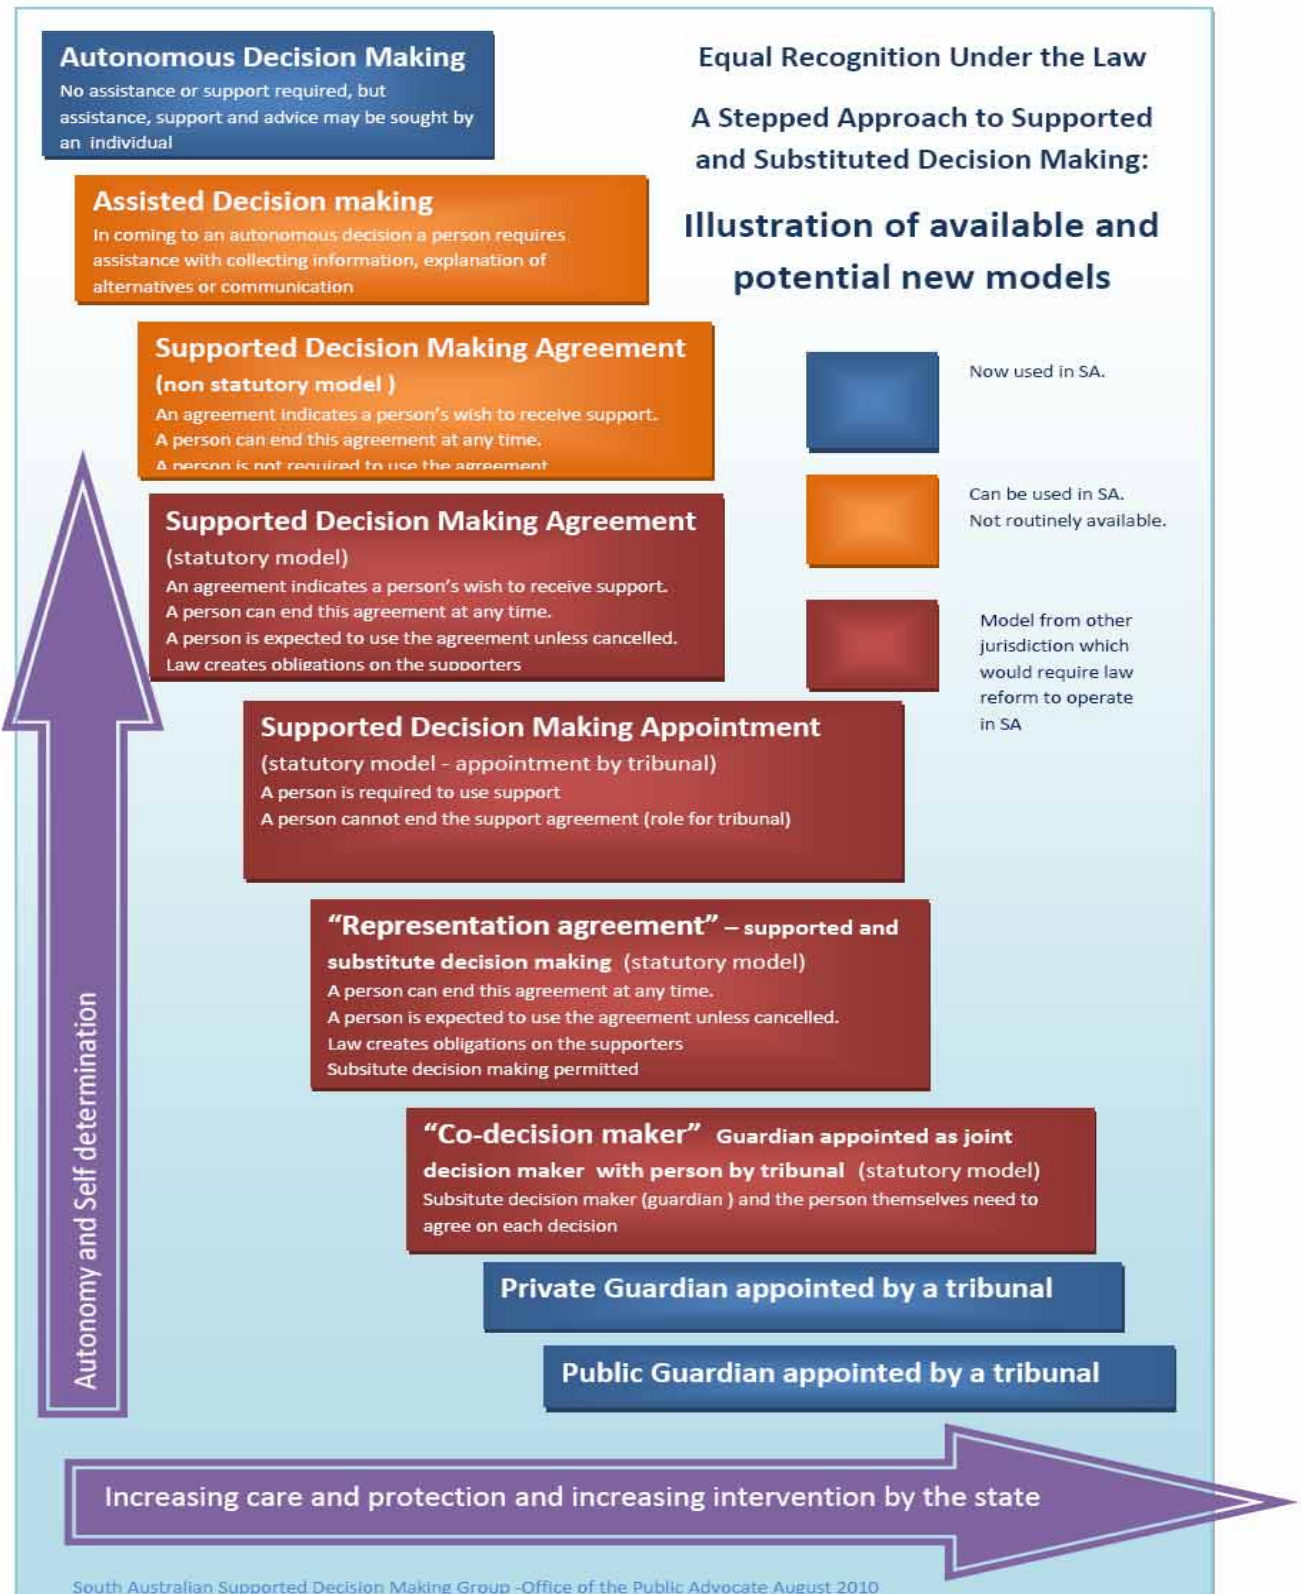 Autonomous Decision Making
No assistance or support required, but
assistance, support and advice may be sought by
an individual
Equal Recognition Under the Law
A Stepped Approach to Supported
and Substituted Decision Making:
Illustration of available and
potential new models
Assisted Decision making
In coming to an autonomous decision a person requires
assistance with collecting information, explanation of
alternatives or communication
Supported Decision Making Agreement
(non statutory model )
An agreement indicates a person's wish to receive support.
A person can end this agreement at any time.
A person is not required to use the agreement
Now used in SA.
Can be used in SA.
Not routinely available.
Model from other
jurisdiction which
would require law
reform to operate
in SA
Supported Decision Making Agreement
(statutory model)
An agreement indicates a person's wish to receive support.
A person can end this agreement at any time.
A person is expected to use the agreement unless cancelled.
Law creates obligations on the supporters
Supported Decision Making Appointment
(statutory model - appointment by tribunal)
A person is required to use support
A person cannot end the support agreement (role for tribunal)
“Representation agreement” – supported and
substitute decision making (statutory model)
A person can end this agreement at any time.
A person is expected to use the agreement unless cancelled.
Law creates obligations on the supporters
Subsitute decision making permitted
“Co-decision maker” Guardian appointed as joint
decision maker with person by tribunal (statutory model)
Subsitute decision maker (guardian ) and the person themselves need to
agree on each decision
Private Guardian appointed by a tribunal
Public Guardian appointed by a tribunal
Autonomy and Self determination
Increasing care and protection and increasing intervention by the state
South Australian Supported Decision Making Group -Office of the Public Advocate August 2010